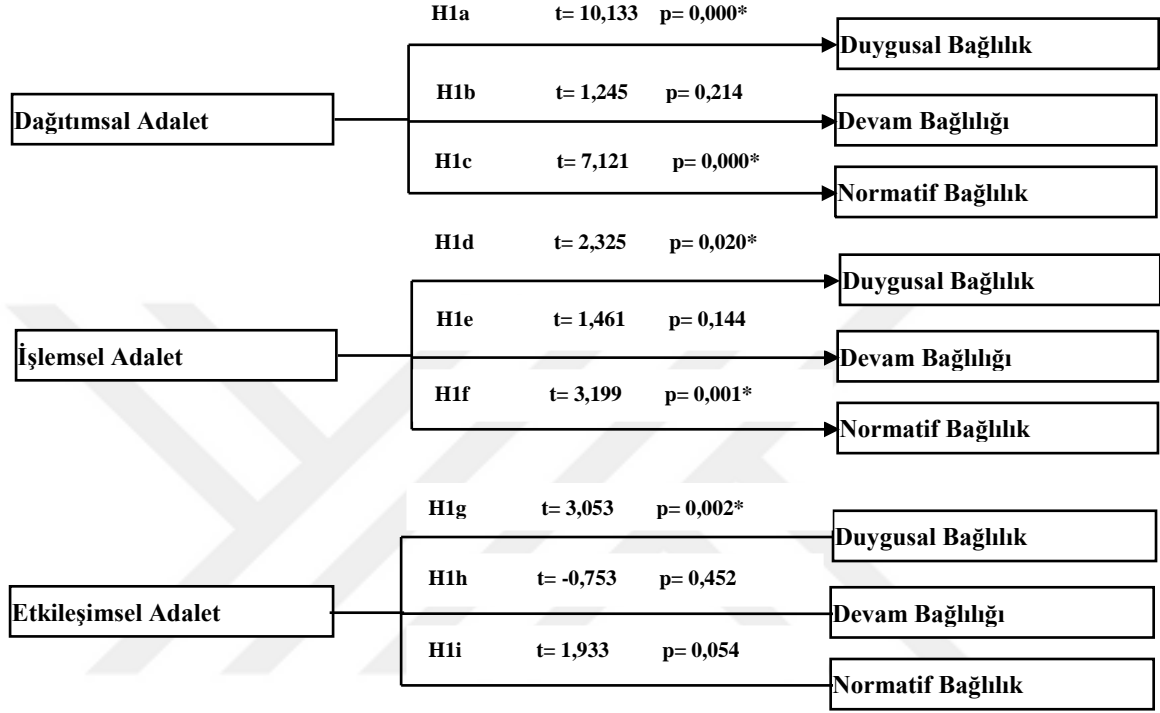 H1a t= 10,133 p= 0,000*
Duygusal Bağlılık
H1b t= 1,245 p= 0,214
Dağıtımsal Adalet
Devam Bağlılığı
H1c t= 7,121 p= 0,000*
Normatif Bağlılık
H1d t= 2,325 p= 0,020*
Duygusal Bağlılık
H1e t= 1,461 p= 0,144
İşlemsel Adalet
Devam Bağlılığı
H1f t= 3,199 p= 0,001*
Normatif Bağlılık
H1g t= 3,053 p= 0,002*
Duygusal Bağlılık
H1h t= -0,753 p= 0,452
Etkileşimsel Adalet
Devam Bağlılığı
H1i t= 1,933 p= 0,054
Normatif Bağlılık